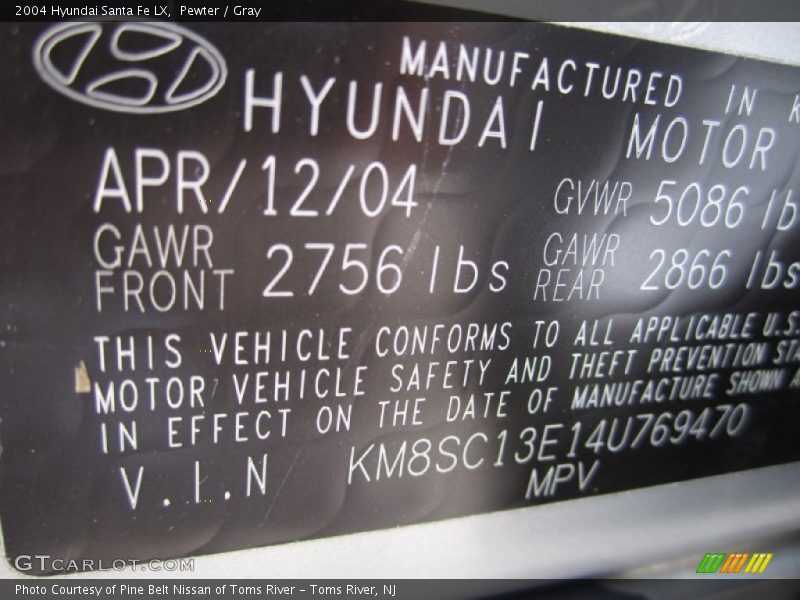 2004 Hyundai Santa Fe LX, Pewter / Gray
MANUFACTURED IN K
HYUNDAI MOTOR
APR/12/04 GVWR 5086 lb
GAWR FRONT 2756 lbs GAWR REAR 2866 lbs
THIS VEHICLE CONFORMS TO ALL APPLICABLE U.S.
MOTOR VEHICLE SAFETY AND THEFT PREVENTION STA
IN EFFECT ON THE DATE OF MANUFACTURE SHOWN A
V.I.N KM8SC13E14U769470
MPV
GTCARLOT.COM
Photo Courtesy of Pine Belt Nissan of Toms River – Toms River, NJ